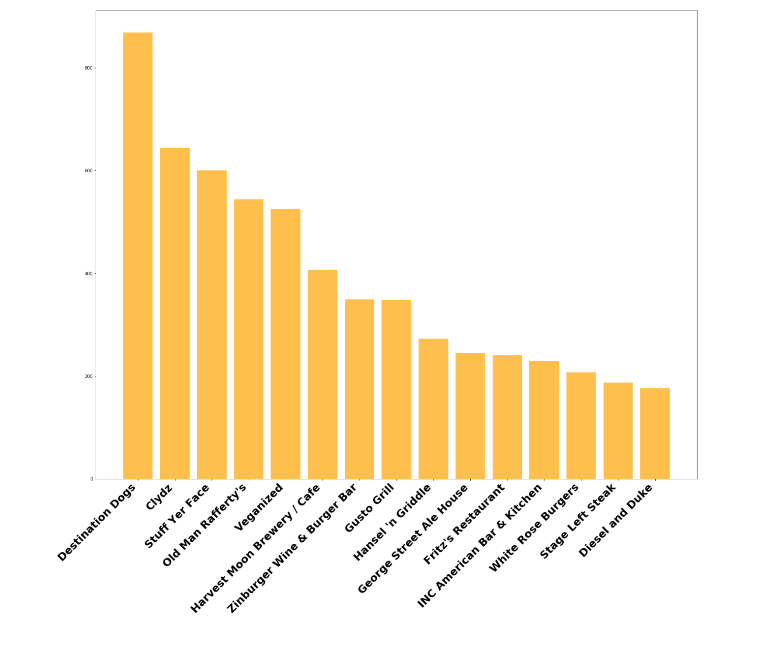 800
600
400
200
0
Destination Dogs
Clydz
Stuff Yer Face
Old Man Rafferty's
Veganized
Harvest Moon Brewery / Cafe
Zinburger Wine & Burger Bar
Gusto Grill
Hansel 'n Griddle
George Street Ale House
Fritz's Restaurant
INC American Bar & Kitchen
White Rose Burgers
Stage Left Steak
Diesel and Duke